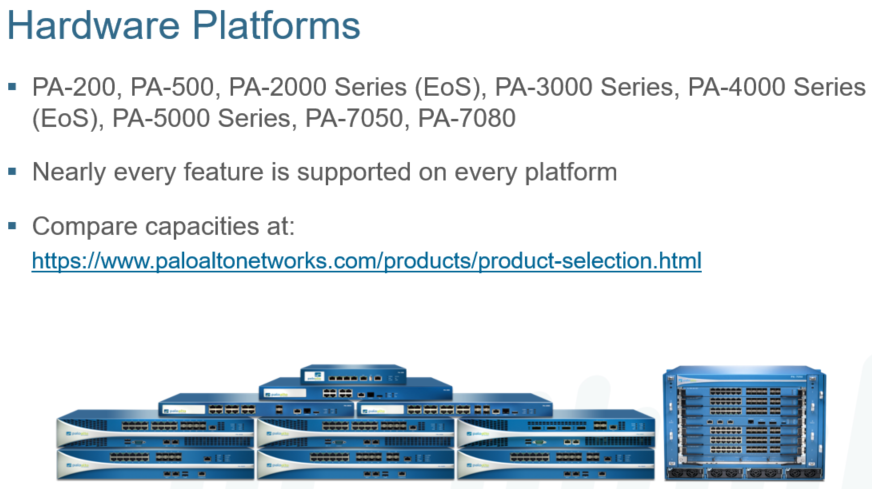 Hardware Platforms
PA-200, PA-500, PA-2000 Series (EoS), PA-3000 Series, PA-4000 Series
(EoS), PA-5000 Series, PA-7050, PA-7080
Nearly every feature is supported on every platform
Compare capacities at:
https://www.paloaltonetworks.com/products/product-selection.html